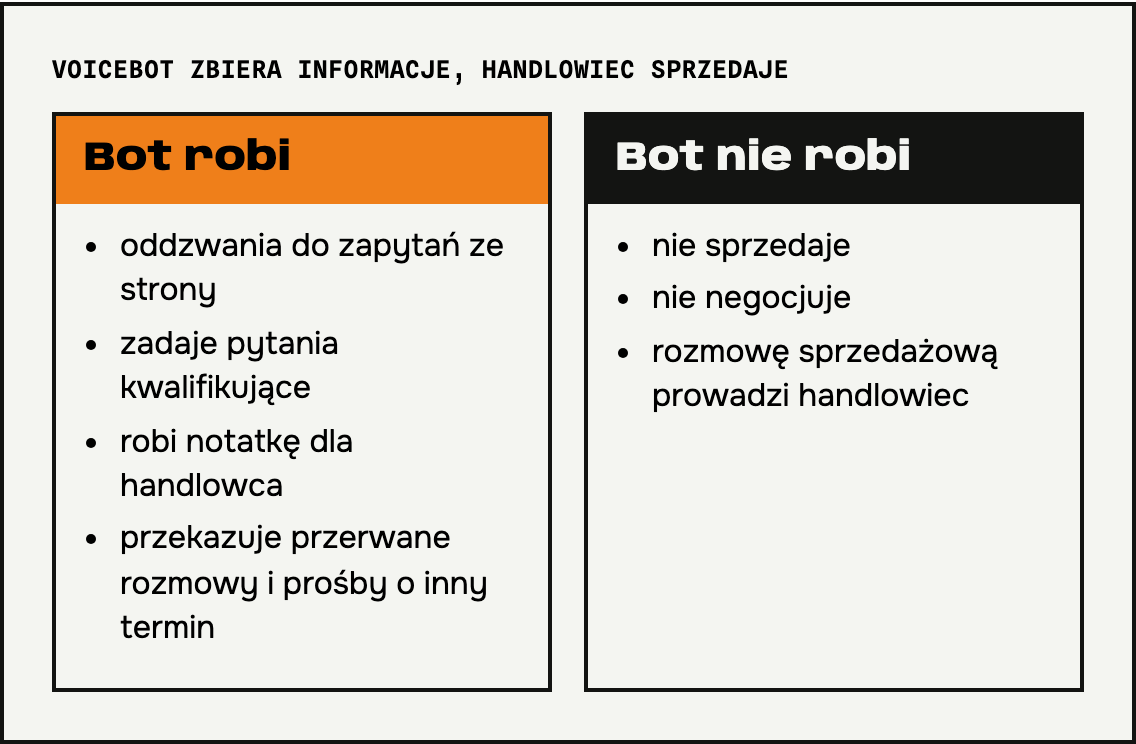 VOICEBOT ZBIERA INFORMACJE, HANDLOWIEC SPRZEDAJE
Bot robi
• oddzwania do zapytań ze
strony
• zadaje pytania
kwalifikujące
• robi notatkę dla
handlowca
• przekazuje przerwane
rozmowy i prośby o inny
termin
Bot nie robi
• nie sprzedaje
• nie negocjuje
• rozmowę sprzedażową
prowadzi handlowiec